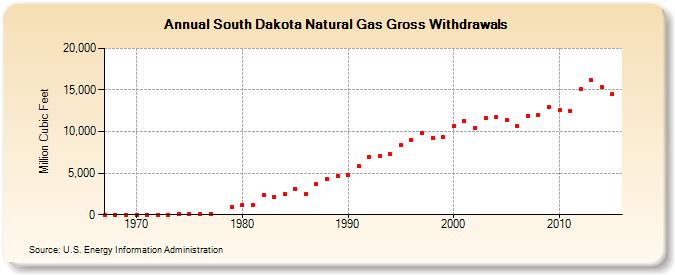 Annual South Dakota Natural Gas Gross Withdrawals
Million Cubic Feet
20,000
15,000
10,000
5,000
0
1970 1980 1990 2000 2010
Source: U.S. Energy Information Administration